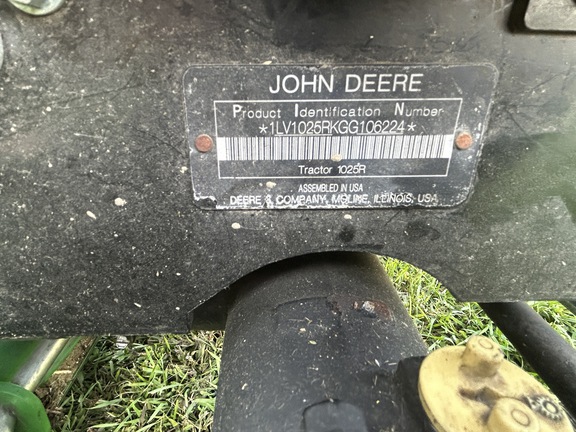 JOHN DEERE
Product Identification Number
*1LV1025RKGG106224*
Tractor 1025R
ASSEMBLED IN USA
DEERE & COMPANY, MOLINE, ILLINOIS, USA